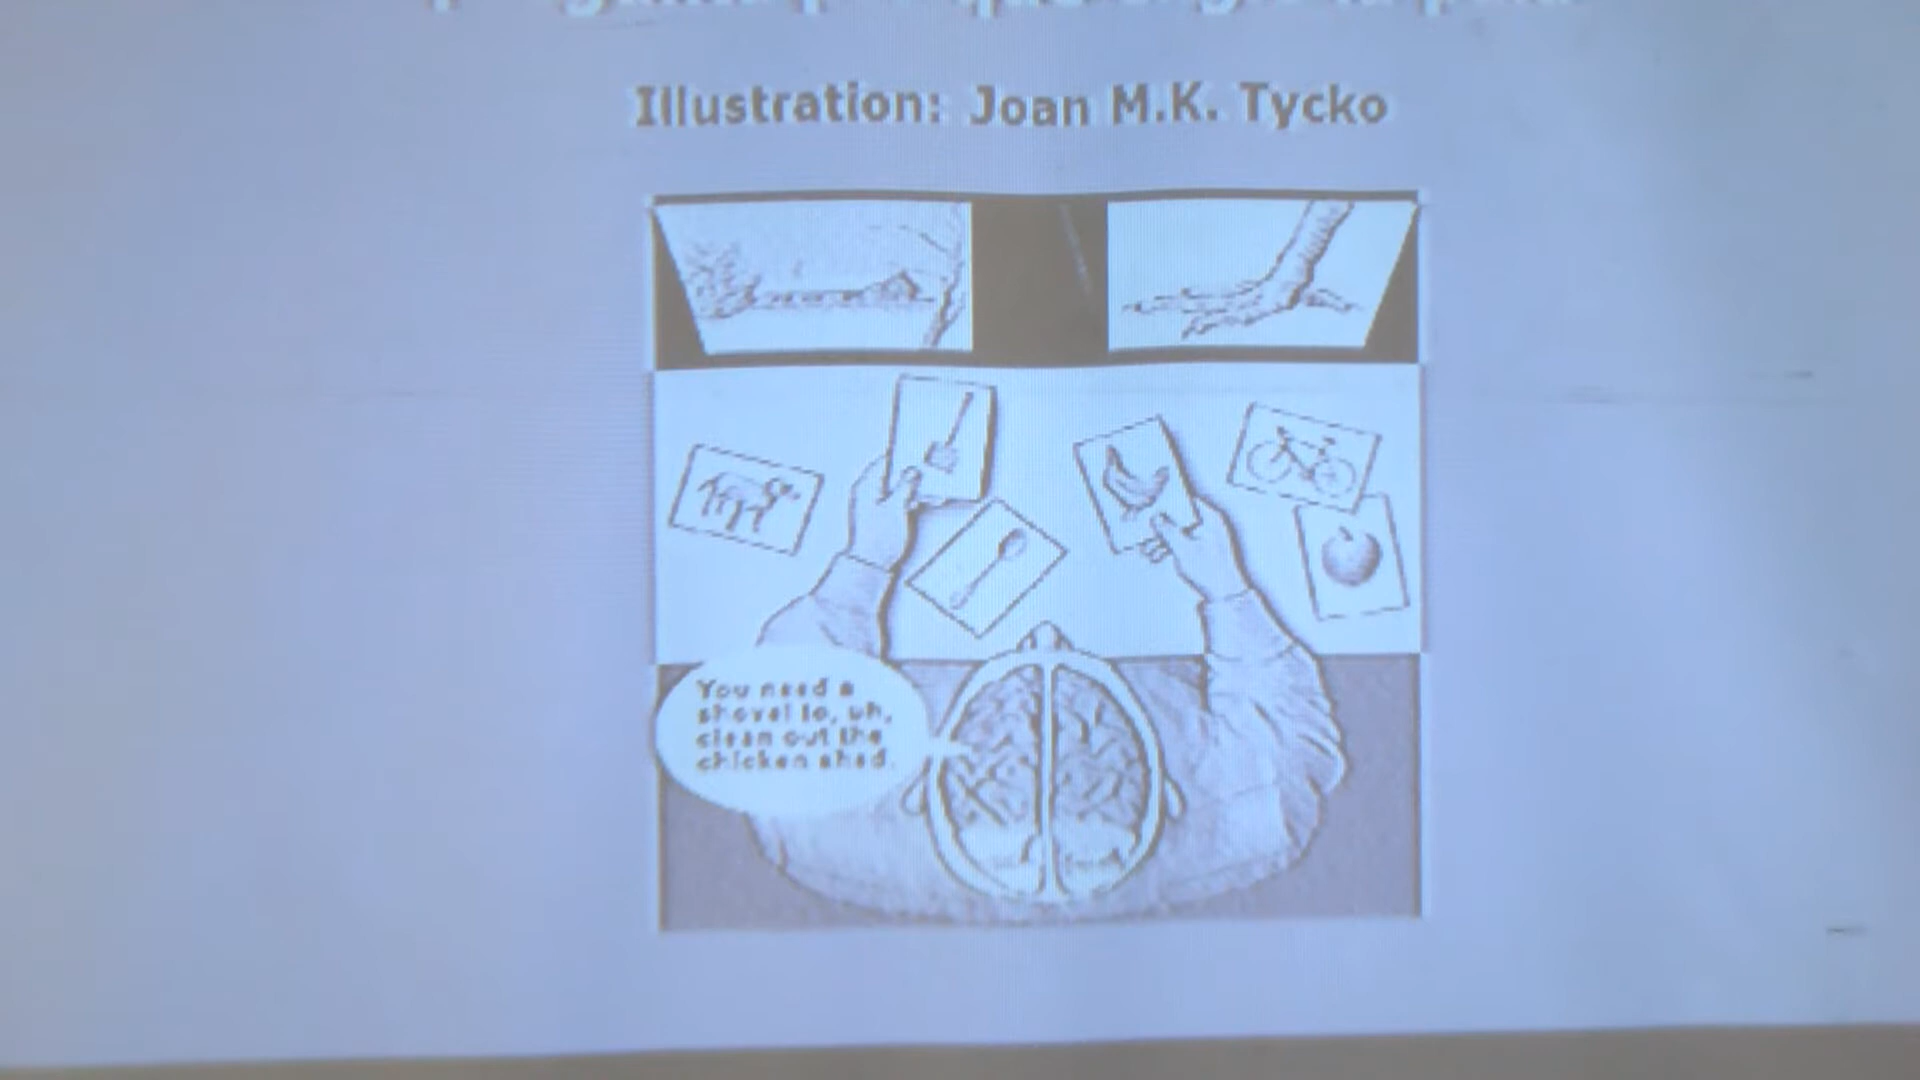 Illustration: Joan M.K. Tycko
You need a
shovel to, uh,
clean out the
chicken shed.